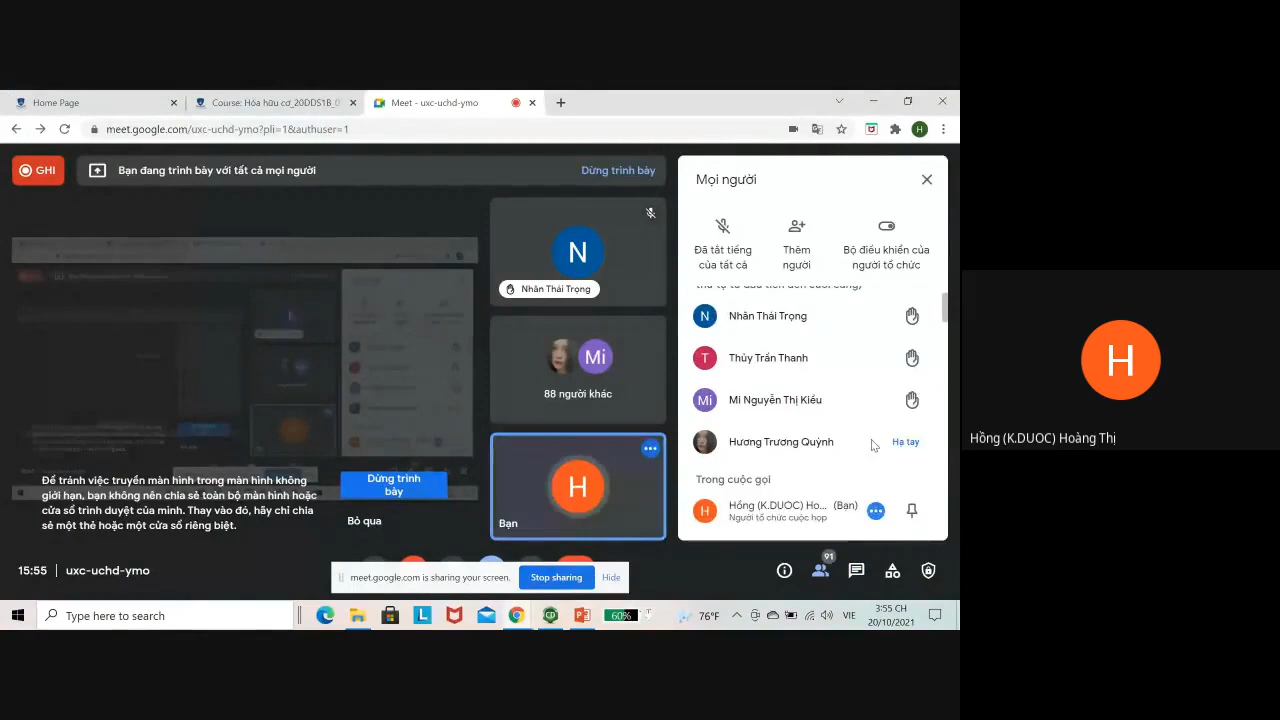 Home Page
Course: Hóa hữu cơ_20DDS1B_0
Meet - uxc-uchd-ymo
meet.google.com/uxc-uchd-ymo?pli=1&authuser=1
H
GHI
Bạn đang trình bày với tất cả mọi người
Dừng trình bày
N
Nhân Thái Trọng
Mi
88 người khác
H
Bạn
Để tránh việc truyền màn hình trong màn hình không
giới hạn, bạn không nên chia sẻ toàn bộ màn hình hoặc
cửa sổ trình duyệt của mình. Thay vào đó, hãy chỉ chia
sẻ một thẻ hoặc một cửa sổ riêng biệt.
Dừng trình
bày
Bỏ qua
Mọi người
Đã tắt tiếng
của tất cả
Thêm
người
Bộ điều khiển của
người tổ chức
N
Nhân Thái Trọng
T
Thủy Trần Thanh
Mi
Mi Nguyễn Thị Kiều
Hương Trương Quỳnh
Hạ tay
Trong cuộc gọi
H
Hồng (K.DUOC) Ho... (Bạn)
Người tổ chức cuộc họp
15:55
uxc-uchd-ymo
meet.google.com is sharing your screen.
Stop sharing
Hide
91
Type here to search
L
60%
76°F
VIE
3:55 CH
20/10/2021
H
Hồng (K.DUOC) Hoàng Thị